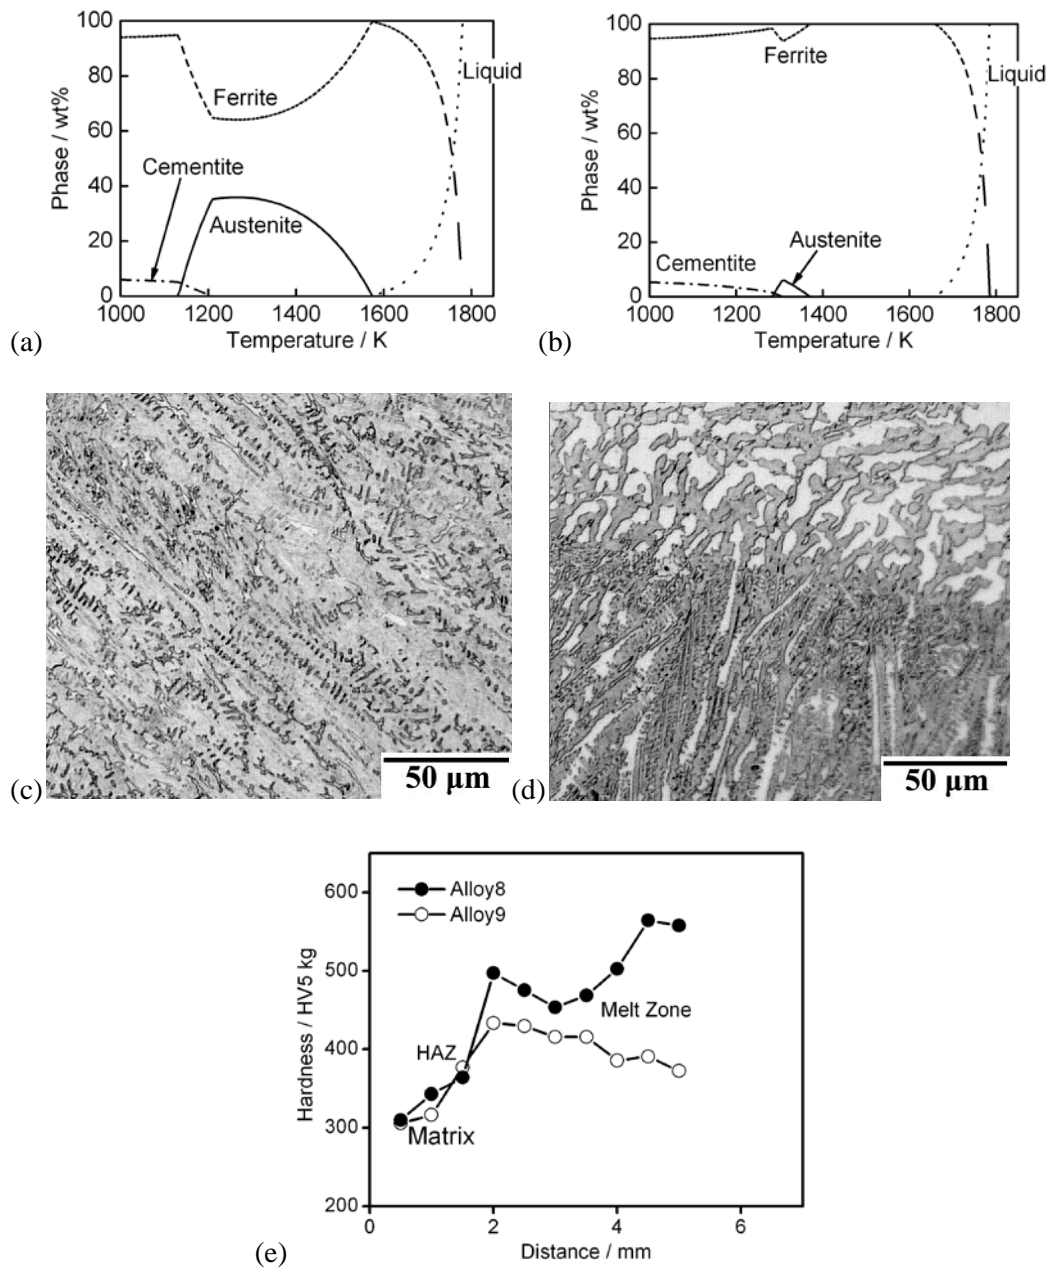 100
80
60
40
20
0
Phase / wt%
Ferrite
Liquid
Cementite
Austenite
1000 1200 1400 1600 1800
Temperature / K
(a)
100
80
60
40
20
0
Phase / wt%
Ferrite
Liquid
Austenite
Cementite
1000 1200 1400 1600 1800
Temperature / K
(b)
50 µm
(c)
50 µm
(d)
600
500
400
300
200
Hardness / HV5 kg
Alloy8
Alloy9
Melt Zone
HAZ
Matrix
0 2 4 6
Distance / mm
(e)